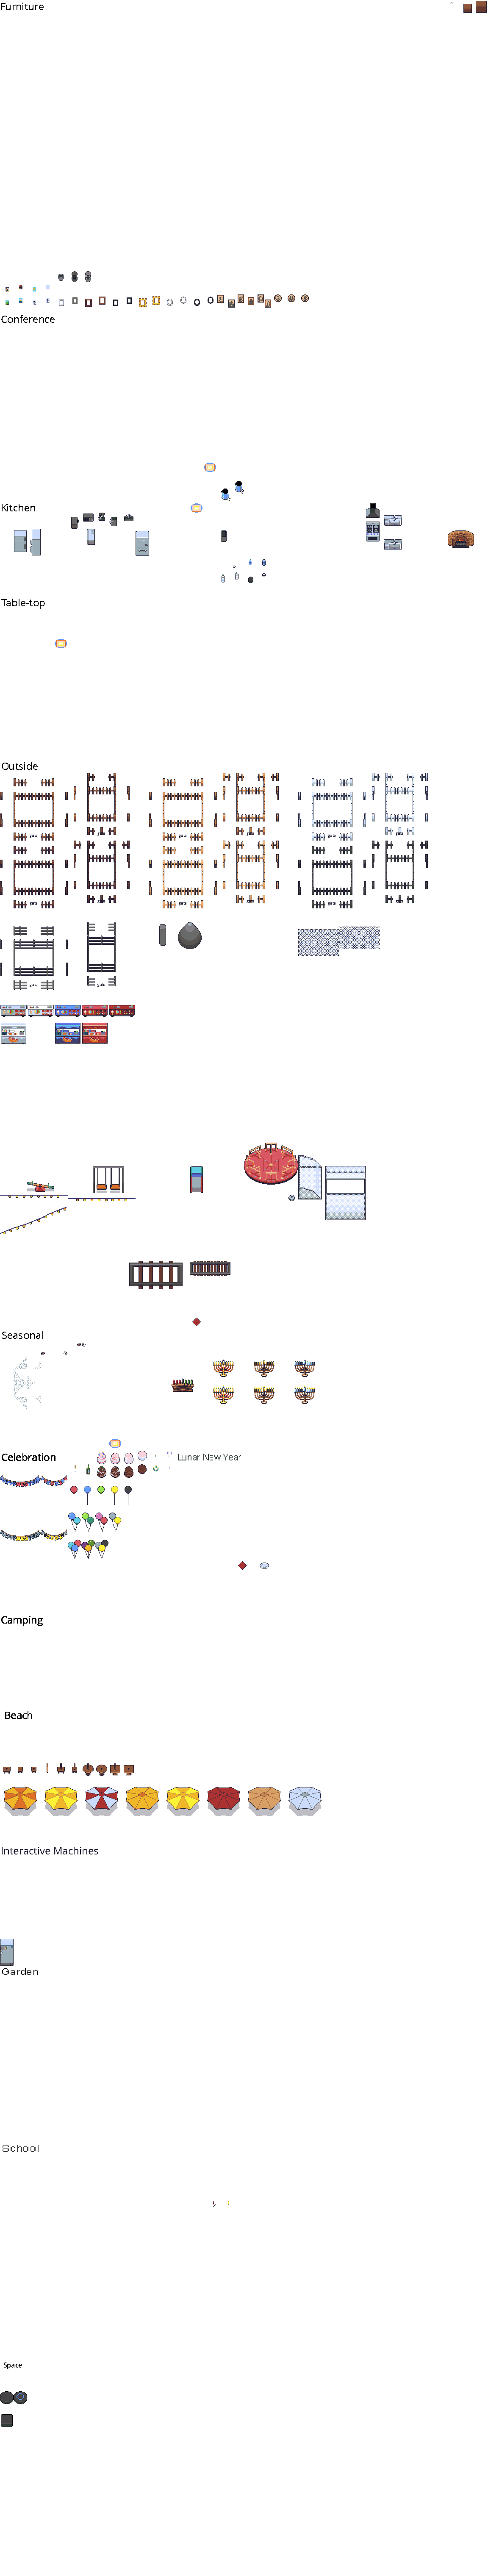 Furniture
Conference
Kitchen
Table-top
Outside
Seasonal
Celebration
Lunar New Year
Camping
Beach
Interactive Machines
Garden
School
Space